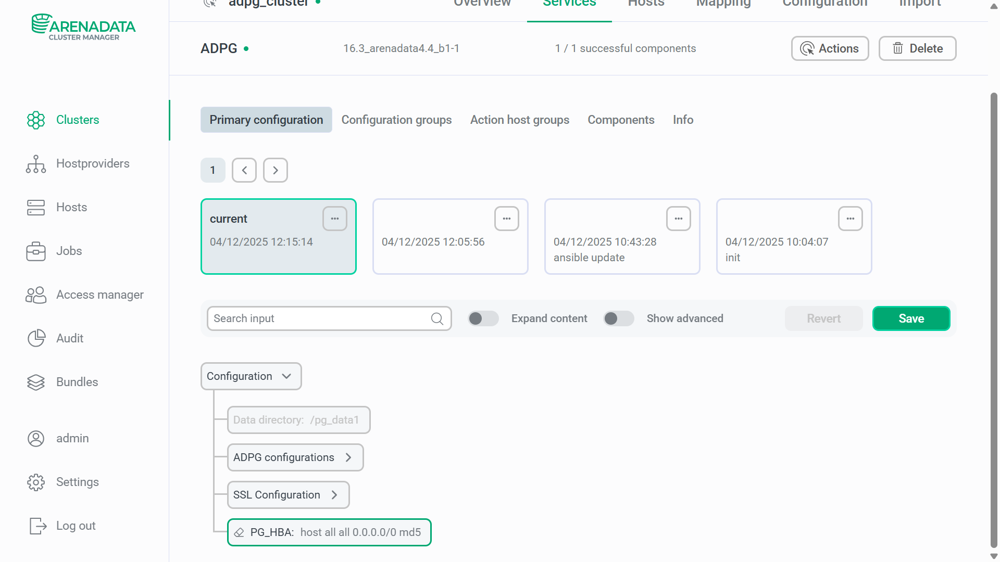 ARENADATA
CLUSTER MANAGER
adpg_cluster
Overview
Services
Hosts
Mapping
Configuration
Import
ADPG
16.3_arenadata4.4_b1-1
1 / 1 successful components
Actions
Delete
Clusters
Hostproviders
Hosts
Jobs
Access manager
Audit
Bundles
admin
Settings
Log out
Primary configuration
Configuration groups
Action host groups
Components
Info
1
current
04/12/2025 12:15:14
04/12/2025 12:05:56
04/12/2025 10:43:28
ansible update
04/12/2025 10:04:07
init
Search input
Expand content
Show advanced
Revert
Save
Configuration
Data directory: /pg_data1
ADPG configurations
SSL Configuration
PG_HBA: host all all 0.0.0.0/0 md5